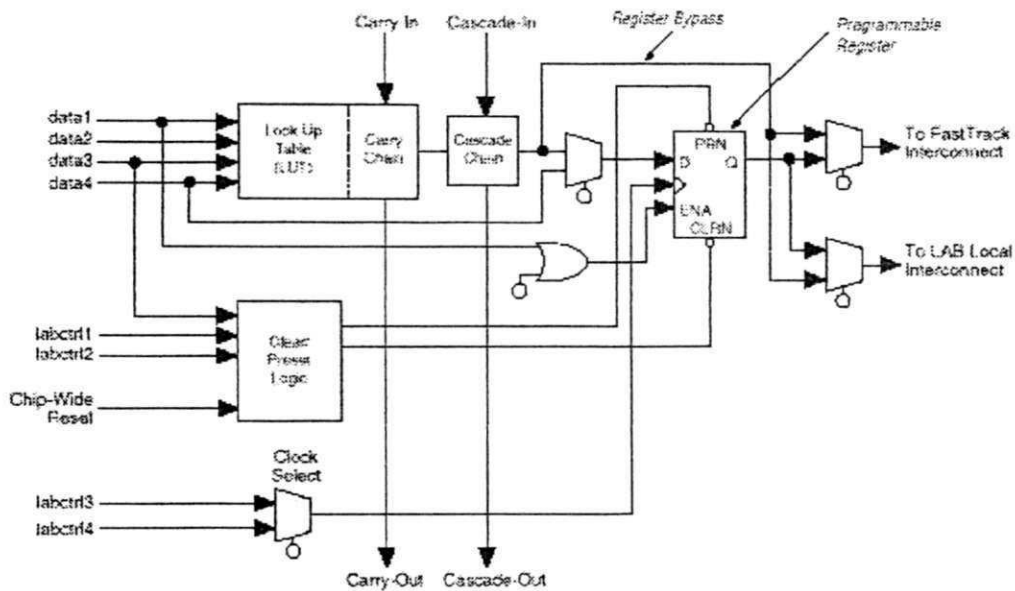 Carry-In
Cascade-In
Register Bypass
Programmable
Register
data1
data2
data3
data4
Look-Up
Table
(LUT)
Carry
Chain
Cascade
Chain
PRN
D
Q
ENA
CLRN
To FastTrack
Interconnect
To LAB Local
Interconnect
labctrl1
labctrl2
Clear/
Preset
Logic
Chip-Wide
Reset
Clock
Select
labctrl3
labctrl4
Carry-Out
Cascade-Out